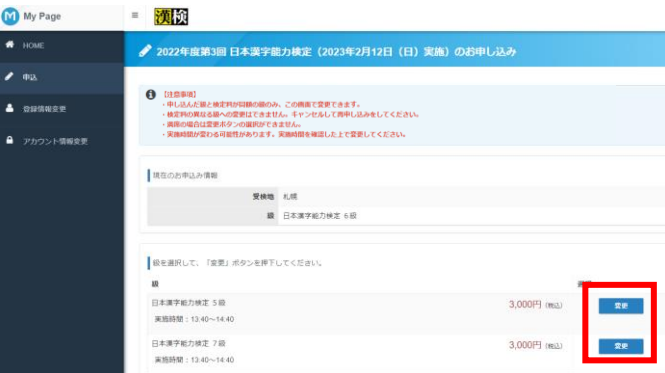 My Page
漢検
HOME
2022年度第3回 日本漢字能力検定（2023年2月12日（日）実施）のお申し込み
申込
【注意事項】
・申し込んだ級と検定料が同額の級のみ、この画面で変更できます。
・検定料の異なる級への変更はできません。キャンセルして再申し込みをしてください。
・満席の場合は変更ボタンの選択ができません。
・実施時間が変わる可能性があります。実施時間を確認した上で変更してください。
登録情報変更
アカウント情報変更
現在のお申込み情報
受検地 札幌
級 日本漢字能力検定 6級
級を選択して、「変更」ボタンを押下してください。
級
日本漢字能力検定 5級 3,000円 (税込) 変更
実施時間：13:40～14:40
日本漢字能力検定 7級 3,000円 (税込) 変更
実施時間：13:40～14:40